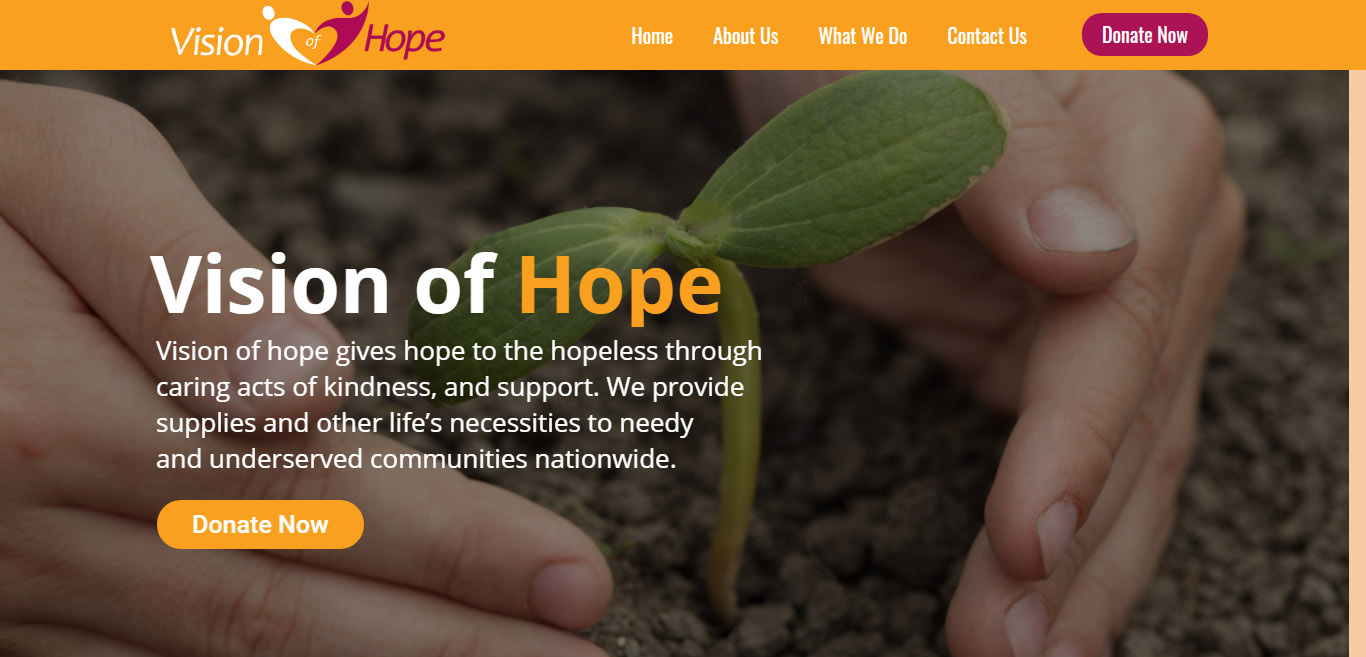 Vision of Hope
Home About Us What We Do Contact Us Donate Now
Vision of Hope
Vision of hope gives hope to the hopeless through
caring acts of kindness, and support. We provide
supplies and other life’s necessities to needy
and underserved communities nationwide.
Donate Now